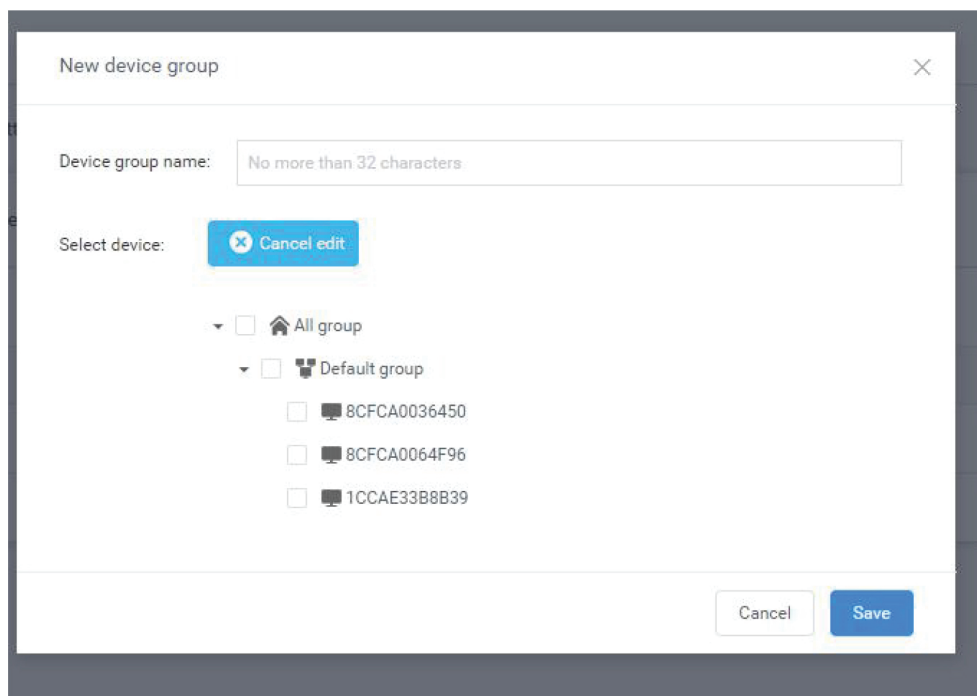 New device group
Device group name: No more than 32 characters
Select device: Cancel edit
All group
Default group
8CFCA0036450
8CFCA0064F96
1CCAE33B8B39
Cancel Save